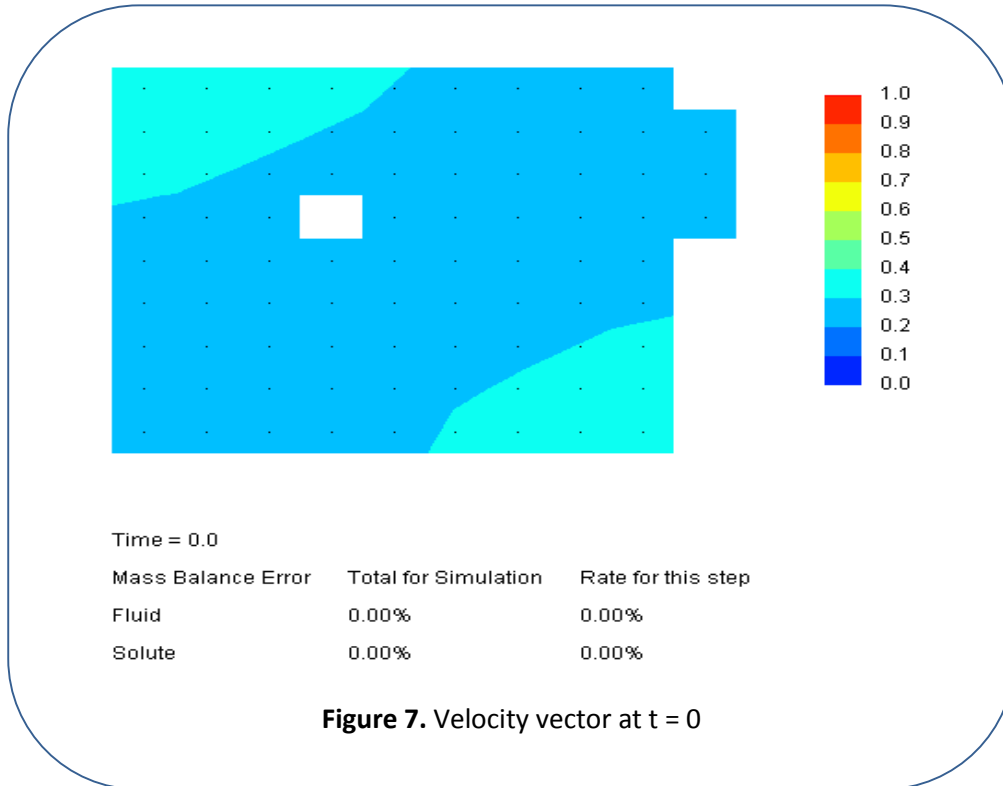 1.0
0.9
0.8
0.7
0.6
0.5
0.4
0.3
0.2
0.1
0.0
Time = 0.0
Mass Balance Error Total for Simulation Rate for this step
Fluid 0.00% 0.00%
Solute 0.00% 0.00%
Figure 7. Velocity vector at t = 0